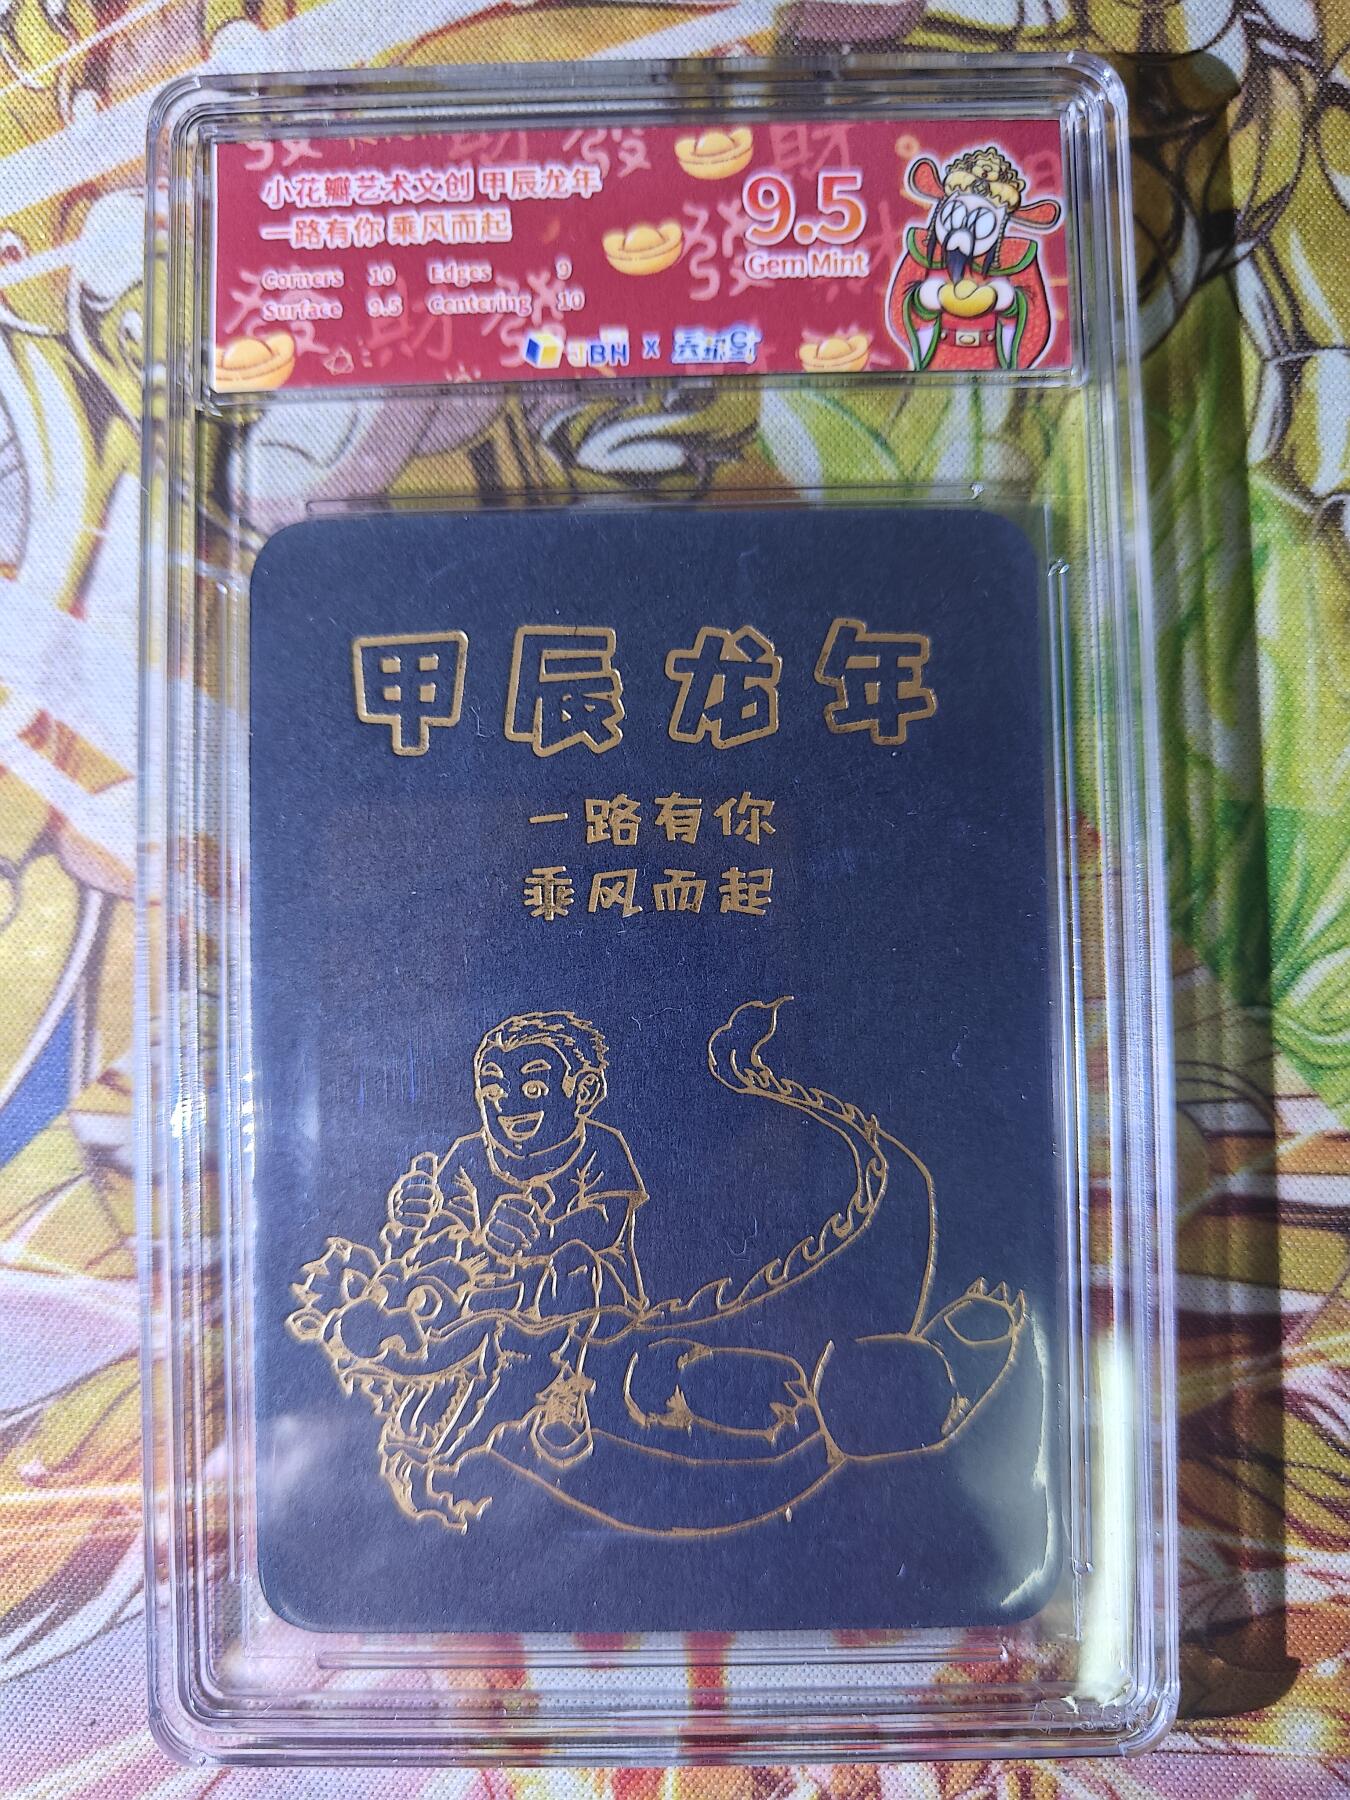 小花瓣艺术文创 甲辰龙年
一路有你 乘风而起
9.5
Gem Mint
Corners 10 Edges 9
Surface 9.5 Centering 10
JBH x
甲辰龙年
一路有你
乘风而起